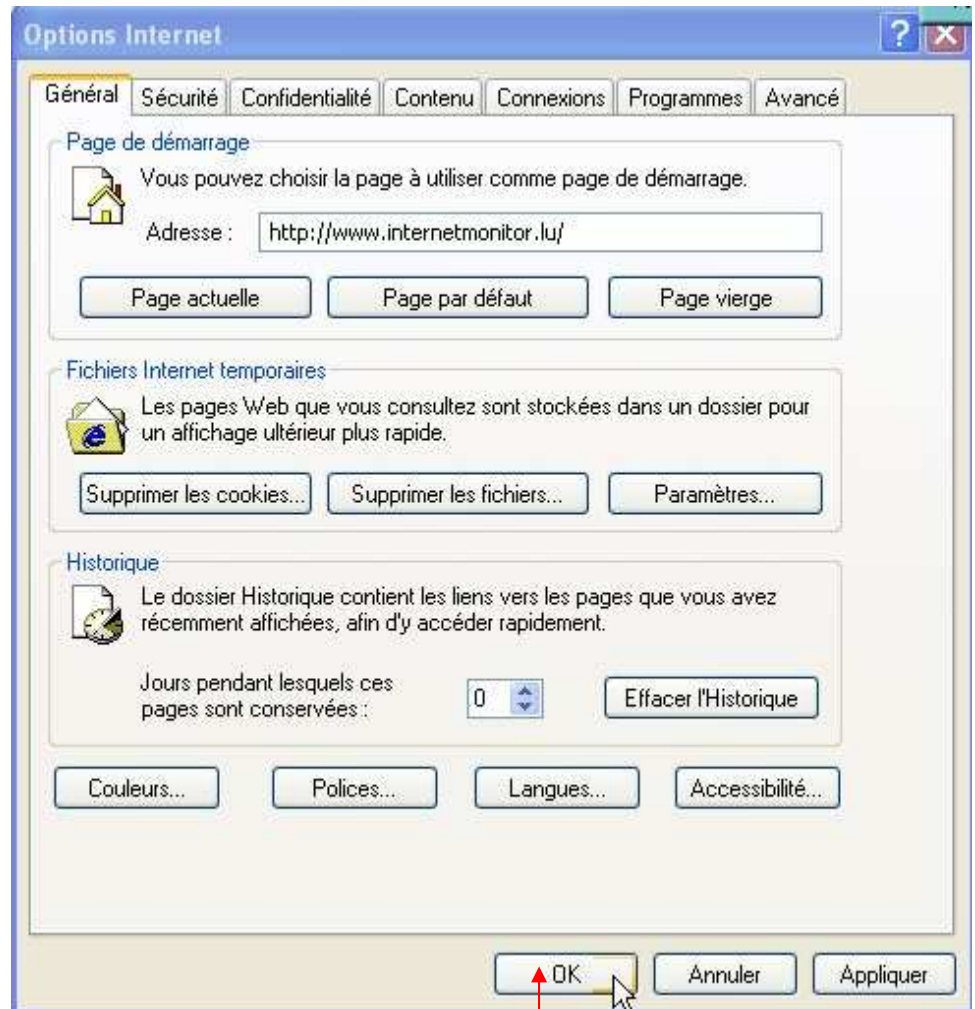 Options Internet
Général Sécurité Confidentialité Contenu Connexions Programmes Avancé
Page de démarrage
Vous pouvez choisir la page à utiliser comme page de démarrage.
Adresse : http://www.internetmonitor.lu/
Page actuelle Page par défaut Page vierge
Fichiers Internet temporaires
Les pages Web que vous consultez sont stockées dans un dossier pour
un affichage ultérieur plus rapide.
Supprimer les cookies... Supprimer les fichiers... Paramètres...
Historique
Le dossier Historique contient les liens vers les pages que vous avez
récemment affichées, afin d'y accéder rapidement.
Jours pendant lesquels ces
pages sont conservées : 0 Effacer l'Historique
Couleurs... Polices... Langues... Accessibilité...
OK Annuler Appliquer